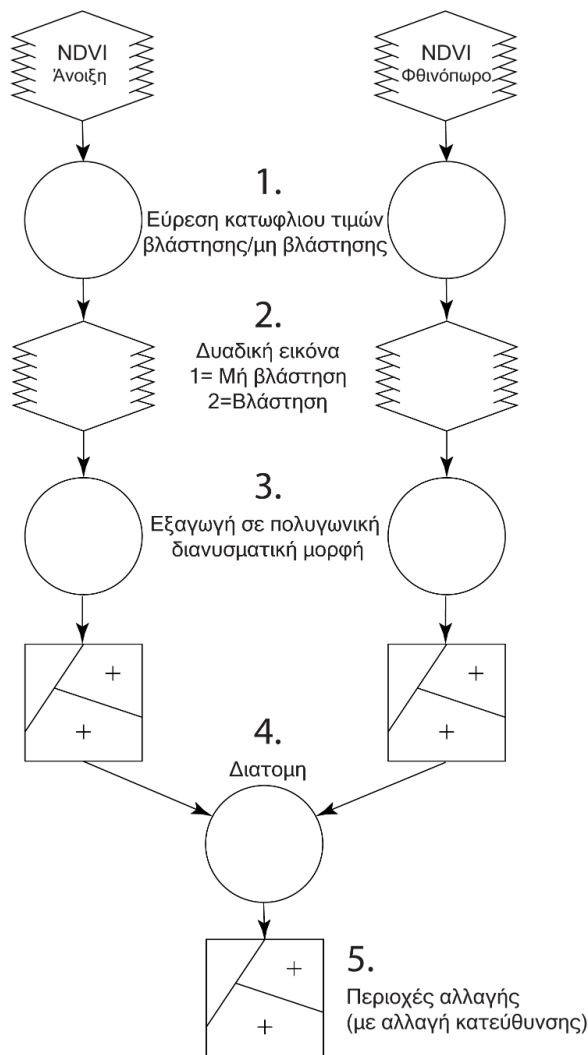 NDVI
Άνοιξη
NDVI
Φθινόπωρο
1.
Εύρεση κατωφλιου τιμών
βλάστησης/μη βλάστησης
2.
Δυαδική εικόνα
1= Μή βλάστηση
2=Βλάστηση
3.
Εξαγωγή σε πολυγωνική
διανυσματική μορφή
+
+
+
+
4.
Διατομη
+
+
5.
Περιοχές αλλαγής
(με αλλαγή κατεύθυνσης)